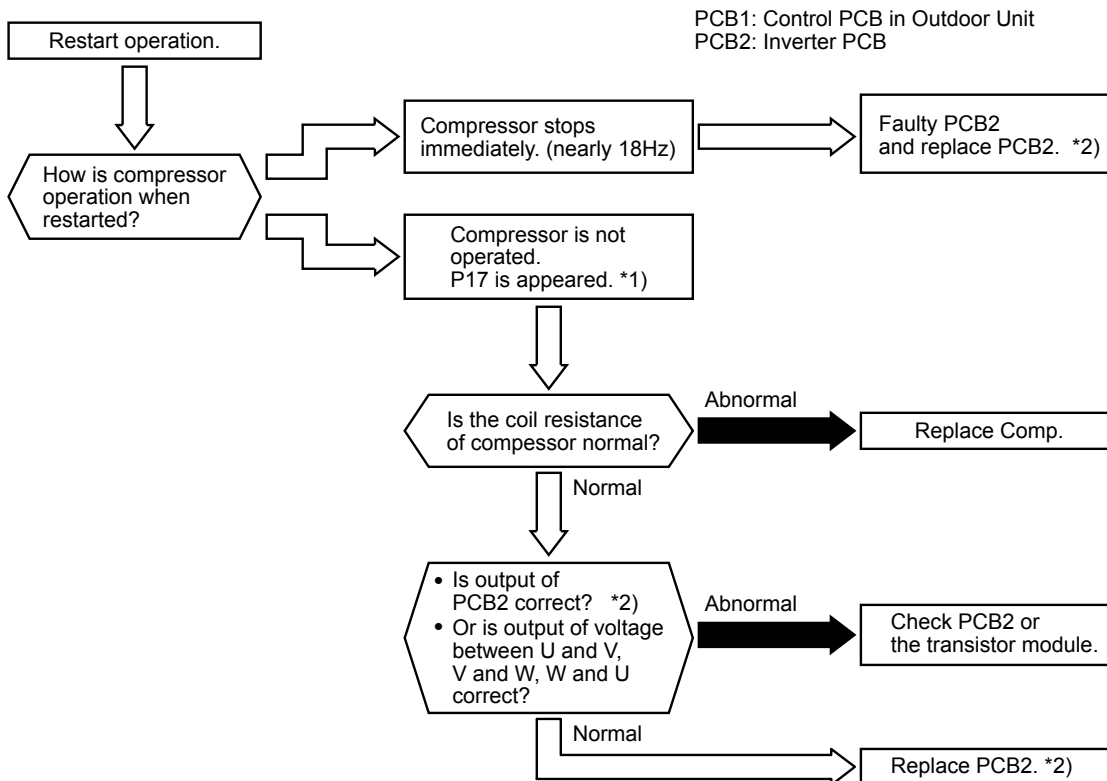 PCB1: Control PCB in Outdoor Unit
PCB2: Inverter PCB
Restart operation.
How is compressor
operation when
restarted?
Compressor stops
immediately. (nearly 18Hz)
Faulty PCB2
and replace PCB2. *2)
Compressor is not
operated.
P17 is appeared. *1)
Is the coil resistance
of compessor normal?
Abnormal
Replace Comp.
Normal
• Is output of
PCB2 correct? *2)
• Or is output of voltage
between U and V,
V and W, W and U
correct?
Abnormal
Check PCB2 or
the transistor module.
Normal
Replace PCB2. *2)